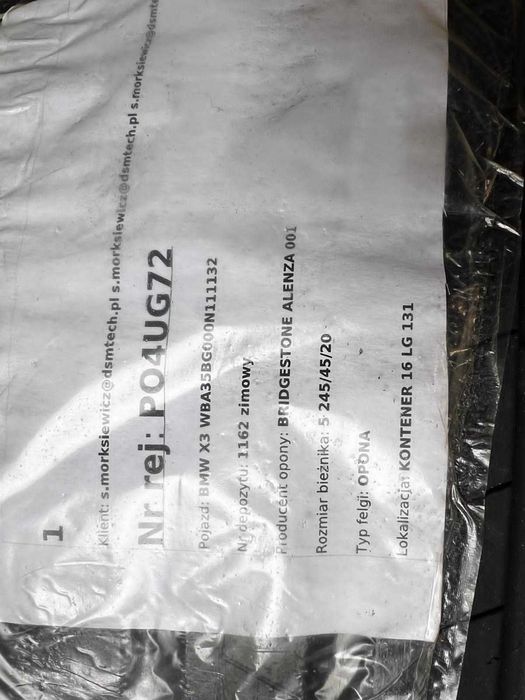 1
Klient: s.morksiewicz@dsmtech.pl s.morksiewicz@dsmtech.pl s.morksiewicz@dsmte
Nr rej: PO4UG72
Pojazd: BMW X3 WBA35BG000N111132
Nr depozytu: 1162 zimowy
Producent opony: BRIDGESTONE ALENZA 001
Rozmiar bieżnika: 5 245/45/20
Typ felgi: OPONA
Lokalizacja: KONTENER 16 LG 131